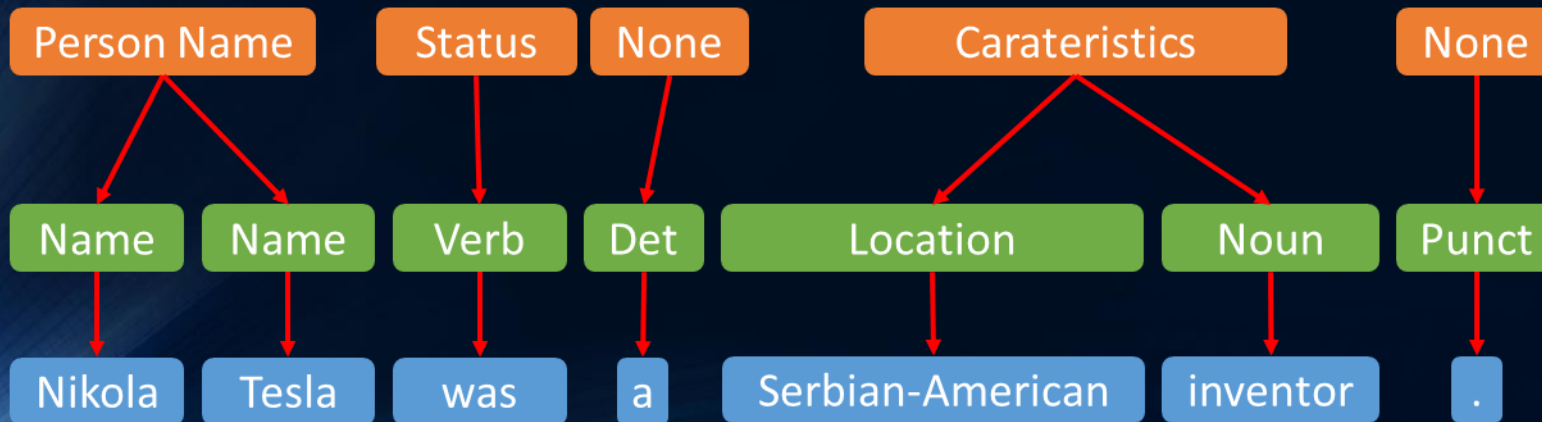 Person Name Status None Carateristics None
Name Name Verb Det Location Noun Punct
Nikola Tesla was a Serbian-American inventor .